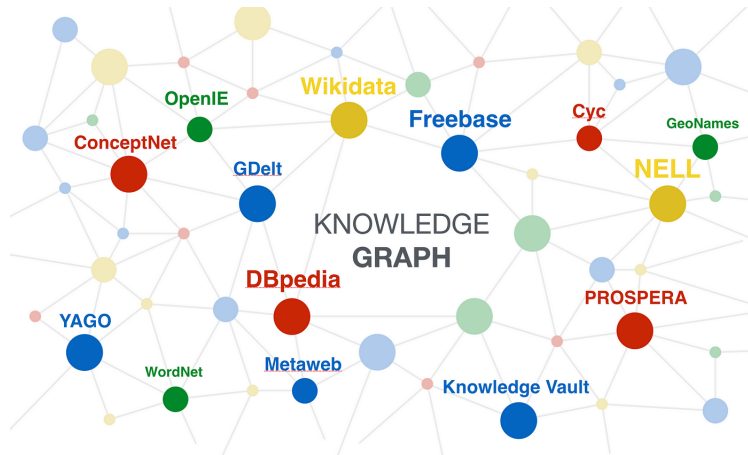 Wikidata
OpenIE
Freebase
Cyc
GeoNames
ConceptNet
GDelt
NELL
KNOWLEDGE
GRAPH
DBpedia
PROSPERA
YAGO
Metaweb
WordNet
Knowledge Vault